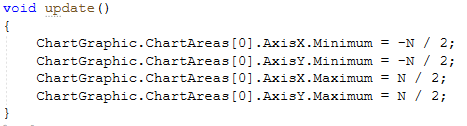 void update()
{
ChartGraphic.ChartAreas[0].AxisX.Minimum = -N / 2;
ChartGraphic.ChartAreas[0].AxisY.Minimum = -N / 2;
ChartGraphic.ChartAreas[0].AxisX.Maximum = N / 2;
ChartGraphic.ChartAreas[0].AxisY.Maximum = N / 2;
}